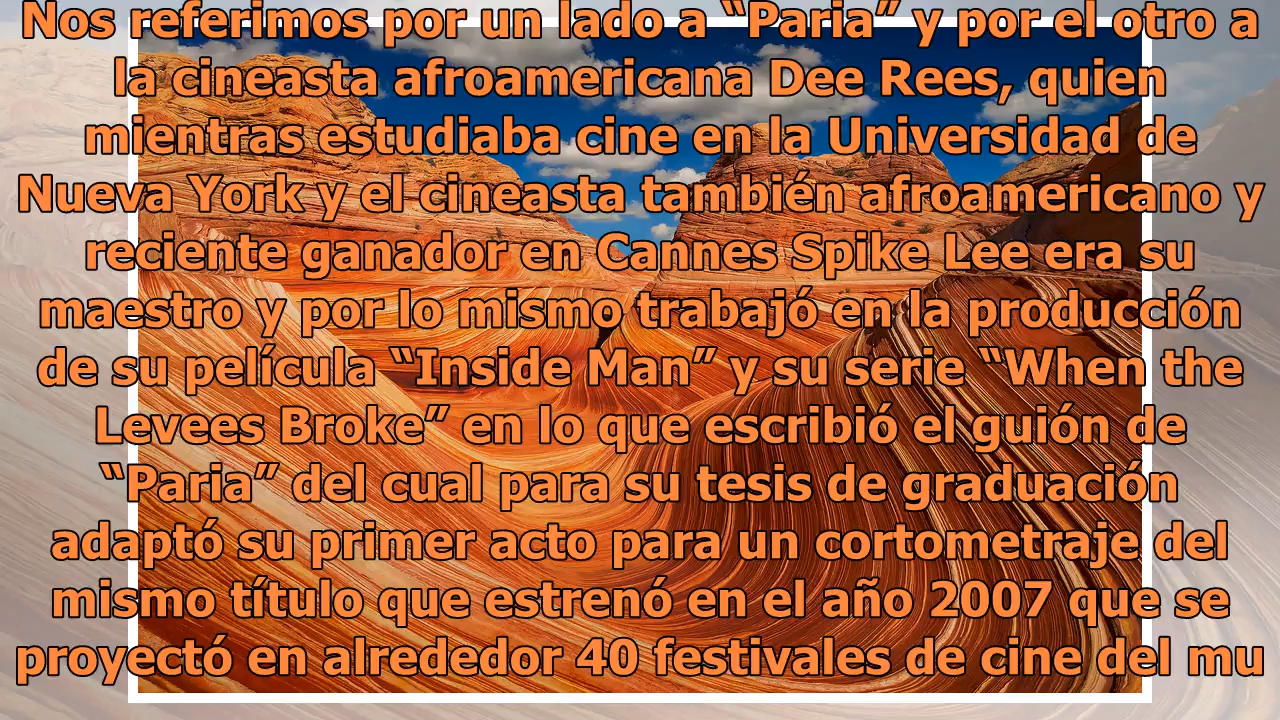 Nos referimos por un lado a “Paria” y por el otro a
la cineasta afroamericana Dee Rees, quien
mientras estudiaba cine en la Universidad de
Nueva York y el cineasta también afroamericano y
reciente ganador en Cannes Spike Lee era su
maestro y por lo mismo trabajó en la producción
de su película “Inside Man” y su serie “When the
Levees Broke” en lo que escribió el guión de
“Paria” del cual para su tesis de graduación
adaptó su primer acto para un cortometraje del
mismo título que estrenó en el año 2007 que se
proyectó en alrededor 40 festivales de cine del mu